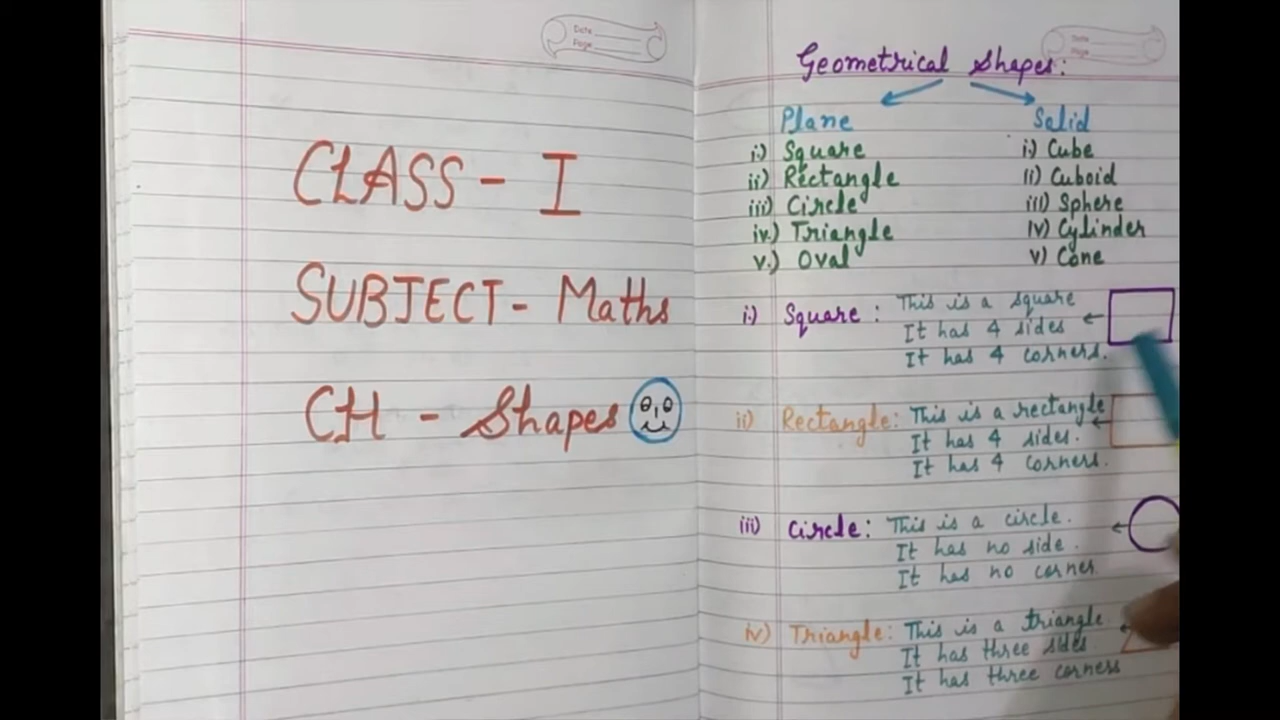 Date
Page
CLASS - I
SUBJECT - Maths
CH - Shapes
Date
Page
Geometrical Shapes:
Plane
i.) Square
ii) Rectangle
iii) Circle
iv.) Triangle
v.) Oval
Solid
i.) Cube
ii) Cuboid
iii) Sphere
iv) Cylinder
v) Cone
i.) Square : This is a square
It has 4 sides
It has 4 corners.
ii) Rectangle: This is a rectangle
It has 4 sides.
It has 4 corners.
iii) Circle: This is a circle.
It has no side.
It has no corner
iv) Triangle: This is a triangle
It has three sides
It has three corners